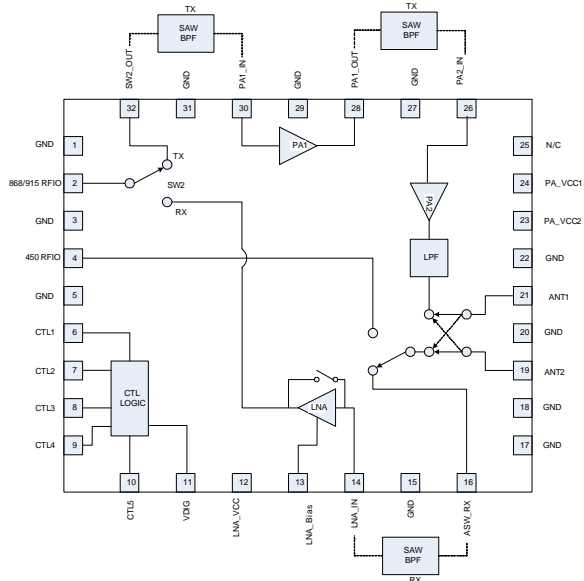 TX
SAW
BPF
TX
SAW
BPF
SW2_OUT
GND
PA1_IN
GND
PA1_OUT
GND
PA2_IN
32
31
30
29
28
27
26
GND
1
868/915 RFIO
2
GND
3
450 RFIO
4
GND
5
CTL1
6
CTL2
7
CTL3
8
CTL4
9
TX
SW2
RX
PA1
PA2
LPF
CTL
LOGIC
LNA
25
N/C
24
PA_VCC1
23
PA_VCC2
22
GND
21
ANT1
20
GND
19
ANT2
18
GND
17
GND
10
11
12
13
14
15
16
CTL5
VDIG
LNA_VCC
LNA_Bias
LNA_IN
GND
ASW_RX
SAW
BPF
RX